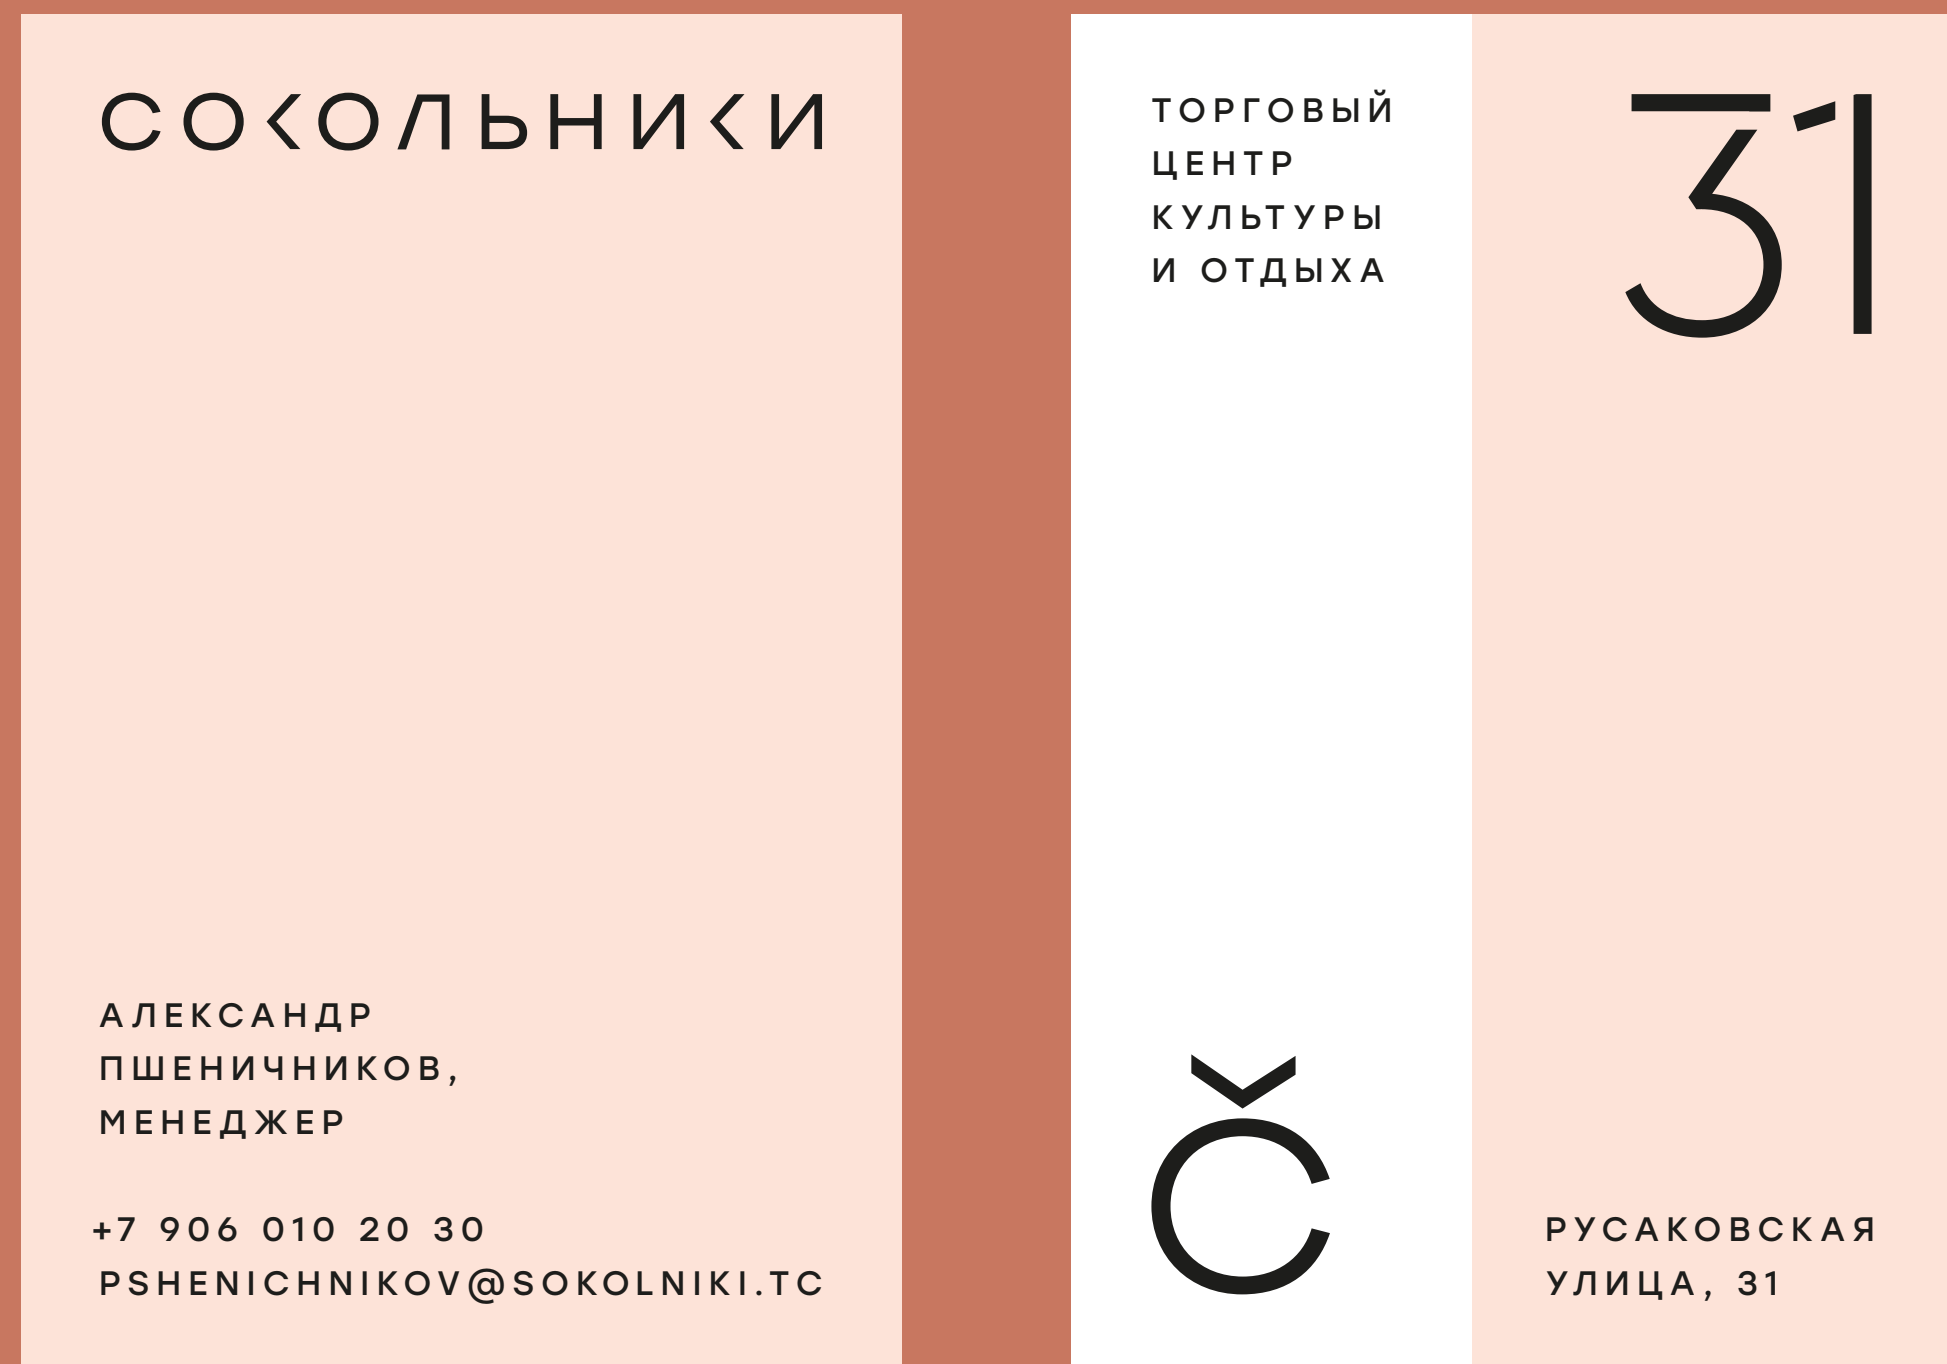 СОКОЛЬНИКИ
АЛЕКСАНДР
ПШЕНИЧНИКОВ,
МЕНЕДЖЕР
+7 906 010 20 30
PSHENICHNIKOV@SOKOLNIKI.TC
ТОРГОВЫЙ
ЦЕНТР
КУЛЬТУРЫ
И ОТДЫХА
Č
31
РУСАКОВСКАЯ
УЛИЦА, 31